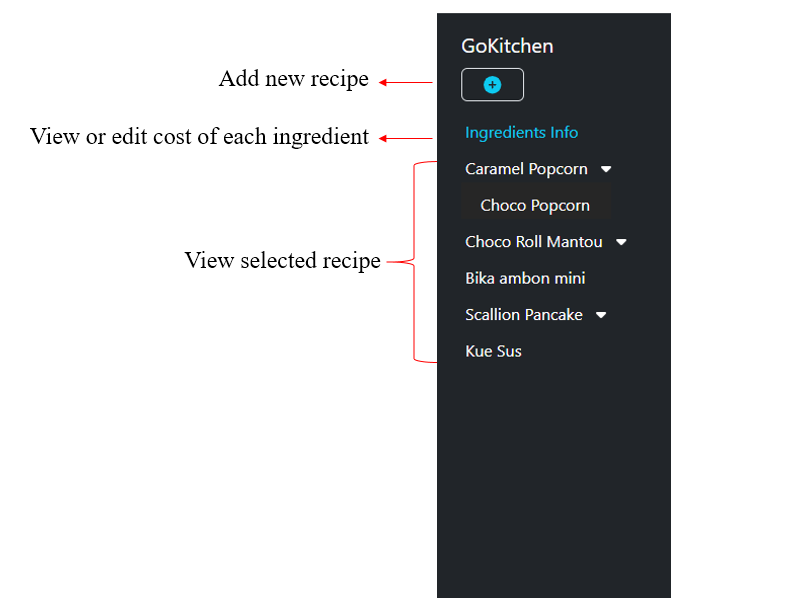 GoKitchen
Add new recipe
View or edit cost of each ingredient
Ingredients Info
Caramel Popcorn
Choco Popcorn
Choco Roll Mantou
View selected recipe
Bika ambon mini
Scallion Pancake
Kue Sus